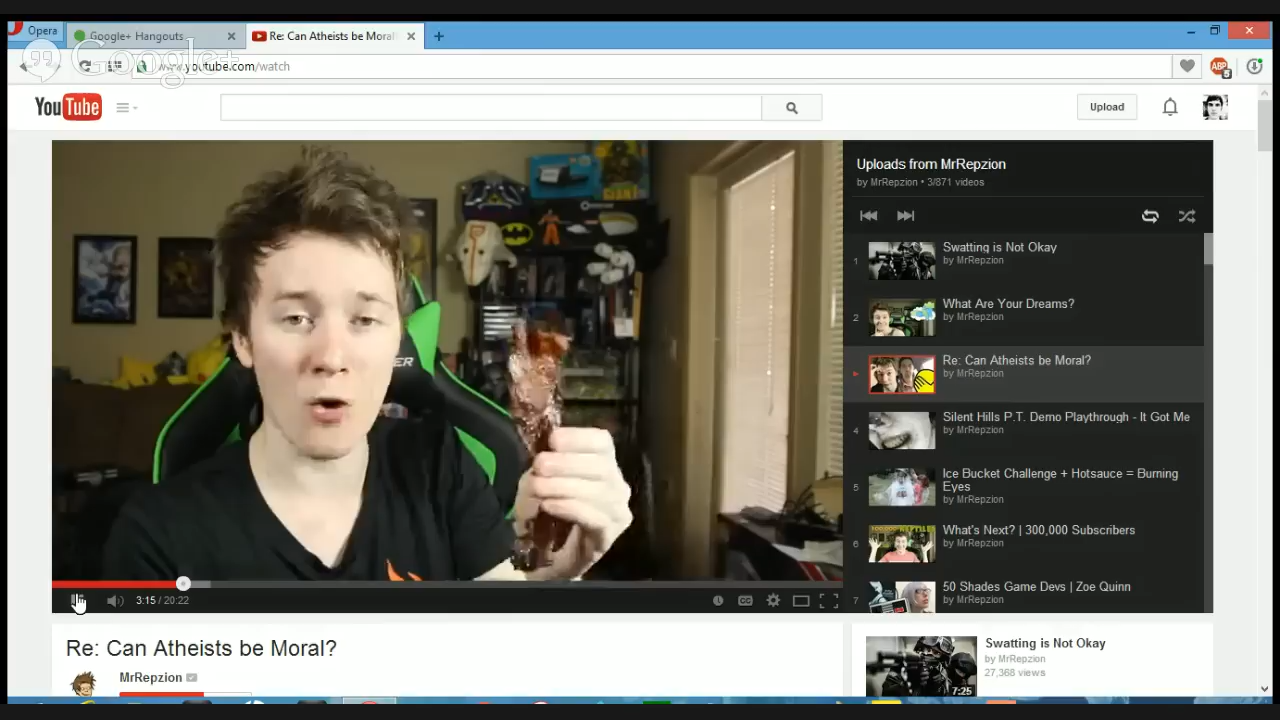 Opera
Google+ Hangouts
Re: Can Atheists be Moral
Google+
www.youtube.com/watch
ABP
5
YouTube
Upload
Uploads from MrRepzion
by MrRepzion • 3/871 videos
1
Swatting is Not Okay
by MrRepzion
2
What Are Your Dreams?
by MrRepzion
Re: Can Atheists be Moral?
by MrRepzion
4
Silent Hills P.T. Demo Playthrough - It Got Me
by MrRepzion
5
Ice Bucket Challenge + Hotsauce = Burning
Eyes
by MrRepzion
6
What's Next? | 300,000 Subscribers
by MrRepzion
7
50 Shades Game Devs | Zoe Quinn
by MrRepzion
3:15 / 20:22
CC
Re: Can Atheists be Moral?
MrRepzion
Swatting is Not Okay
by MrRepzion
27,368 views
7:25